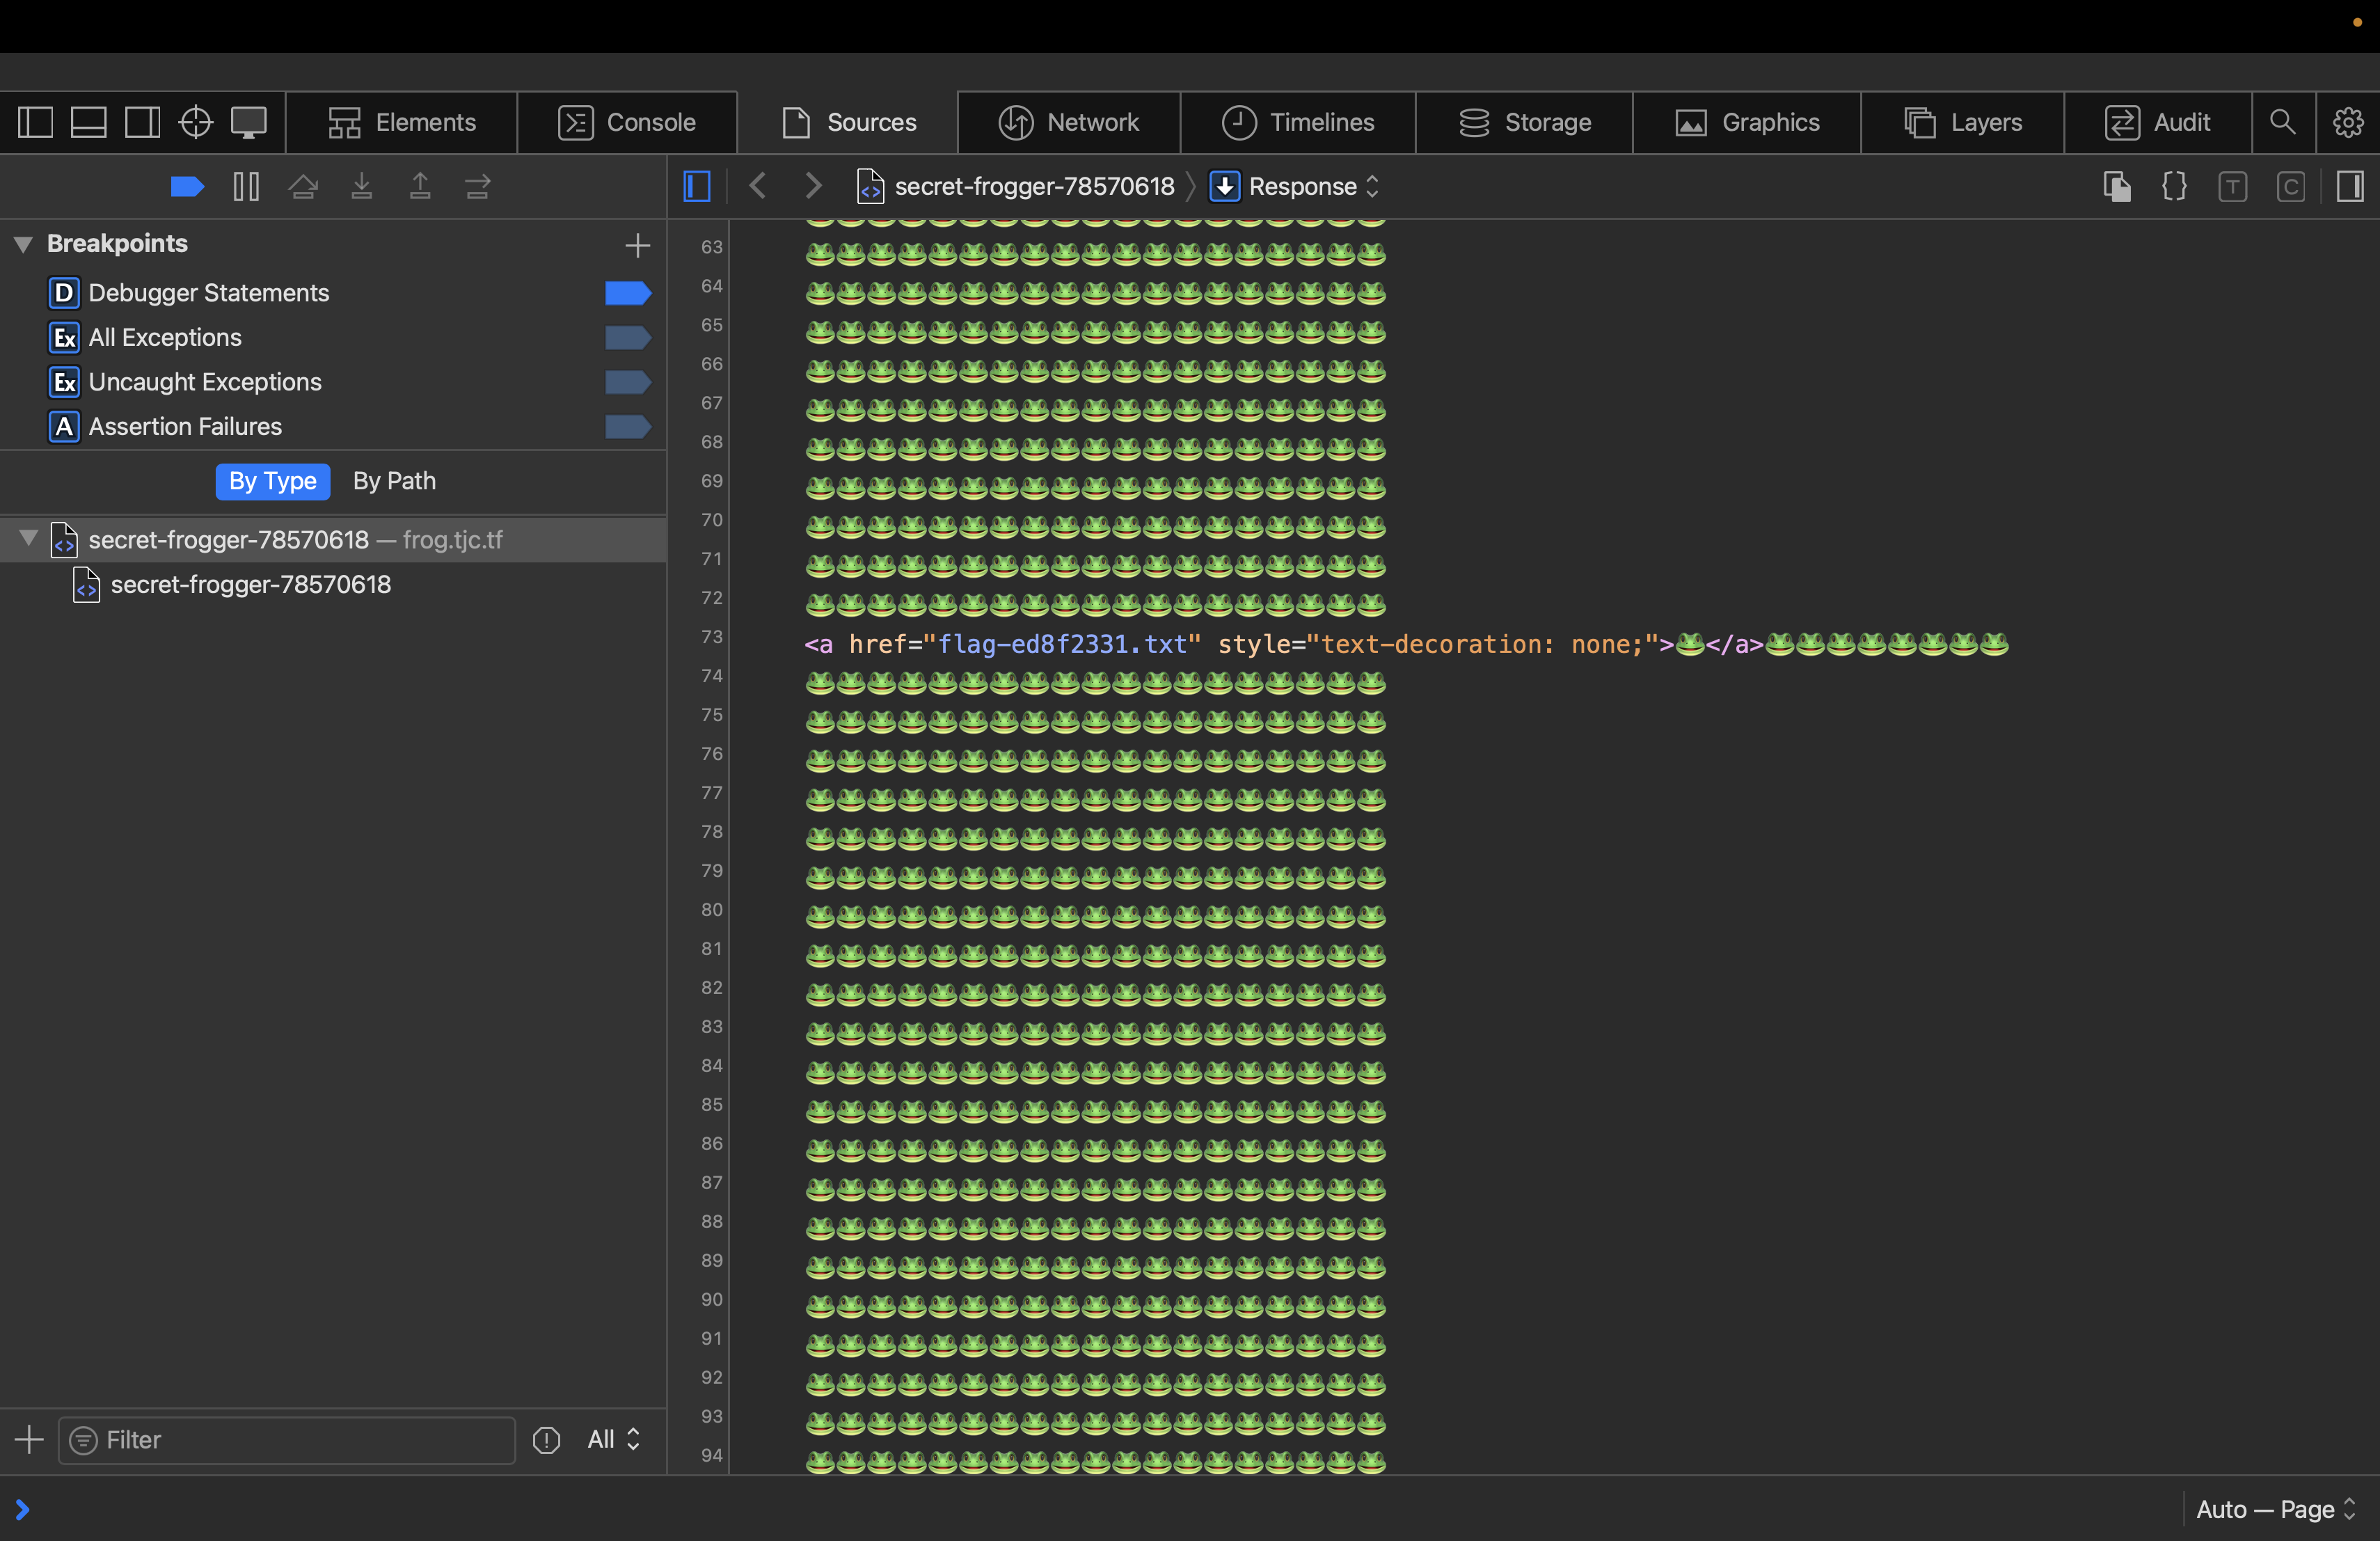 Elements Console Sources Network Timelines Storage Graphics Layers Audit
secret-frogger-78570618 Response
Breakpoints
D Debugger Statements
Ex All Exceptions
Ex Uncaught Exceptions
A Assertion Failures
By Type By Path
secret-frogger-78570618 — frog.tjc.tf
secret-frogger-78570618
Filter All
63
64
65
66
67
68
69
70
71
72
73 <a href="flag-ed8f2331.txt" style="text-decoration: none;">🐸</a>🐸🐸🐸🐸🐸🐸🐸🐸
74
75
76
77
78
79
80
81
82
83
84
85
86
87
88
89
90
91
92
93
94
Auto — Page